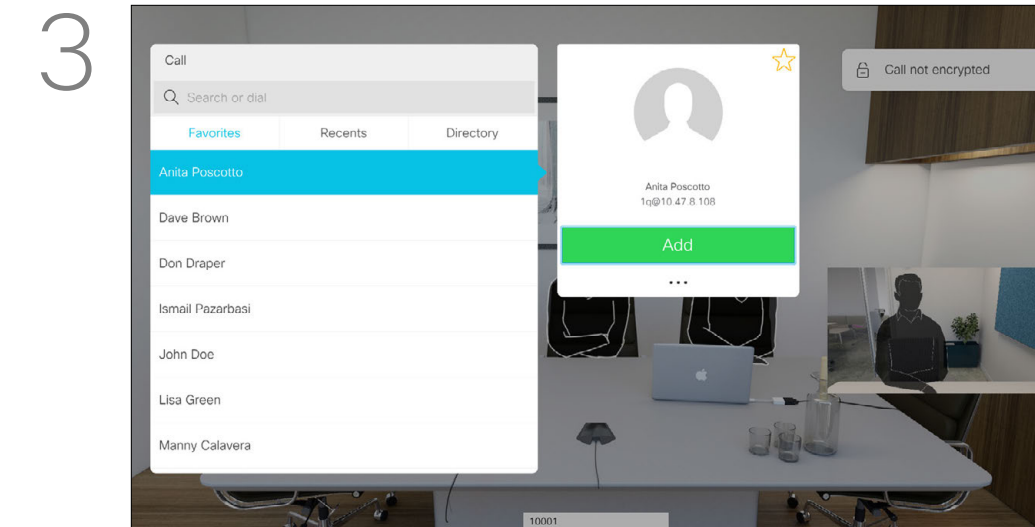 3
Call
Search or dial
Favorites Recents Directory
Anita Poscotto
Dave Brown
Don Draper
Ismail Pazarbasi
John Doe
Lisa Green
Manny Calavera
Anita Poscotto
1q@10.47.8.108
Add
...
Call not encrypted
10001